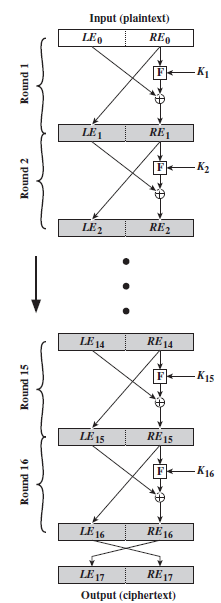 Input (plaintext)
LE0 RE0
Round 1
F K1
LE1 RE1
Round 2
F K2
LE2 RE2
LE14 RE14
Round 15
F K15
LE15 RE15
Round 16
F K16
LE16 RE16
LE17 RE17
Output (ciphertext)